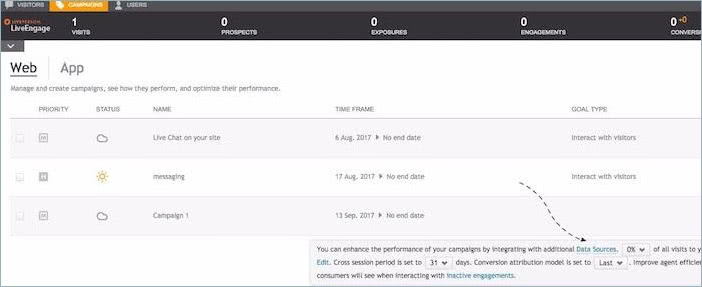 VISITORS CAMPAIGNS USERS
LIVEPERSON
LiveEngage
1 0 0 0 0 +0
VISITS PROSPECTS EXPOSURES ENGAGEMENTS CONVERSI
Web App
Manage and create campaigns, see how they perform, and optimize their performance.
PRIORITY STATUS NAME TIME FRAME GOAL TYPE
M Live Chat on your site 6 Aug, 2017 No end date Interact with visitors
H messaging 17 Aug, 2017 No end date Interact with visitors
M Campaign 1 13 Sep, 2017 No end date
You can enhance the performance of your campaigns by integrating with additional Data Sources. 0% of all visits to y
Edit. Cross session period is set to 31 days. Conversion attribution model is set to Last . Improve agent efficie
consumers will see when interacting with inactive engagements.